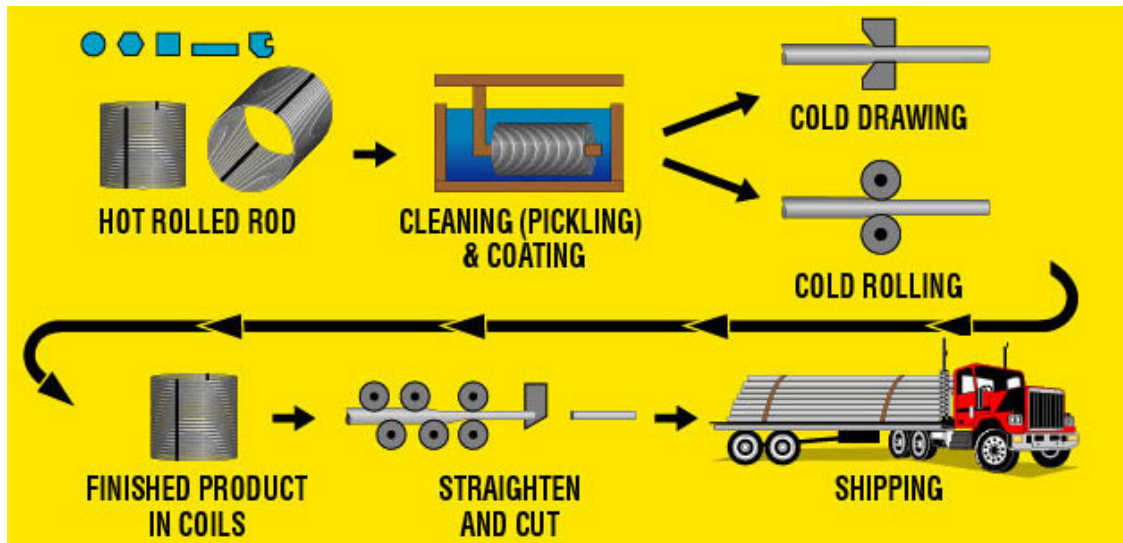 HOT ROLLED ROD
CLEANING (PICKLING)
& COATING
COLD DRAWING
COLD ROLLING
FINISHED PRODUCT
IN COILS
STRAIGHTEN
AND CUT
SHIPPING